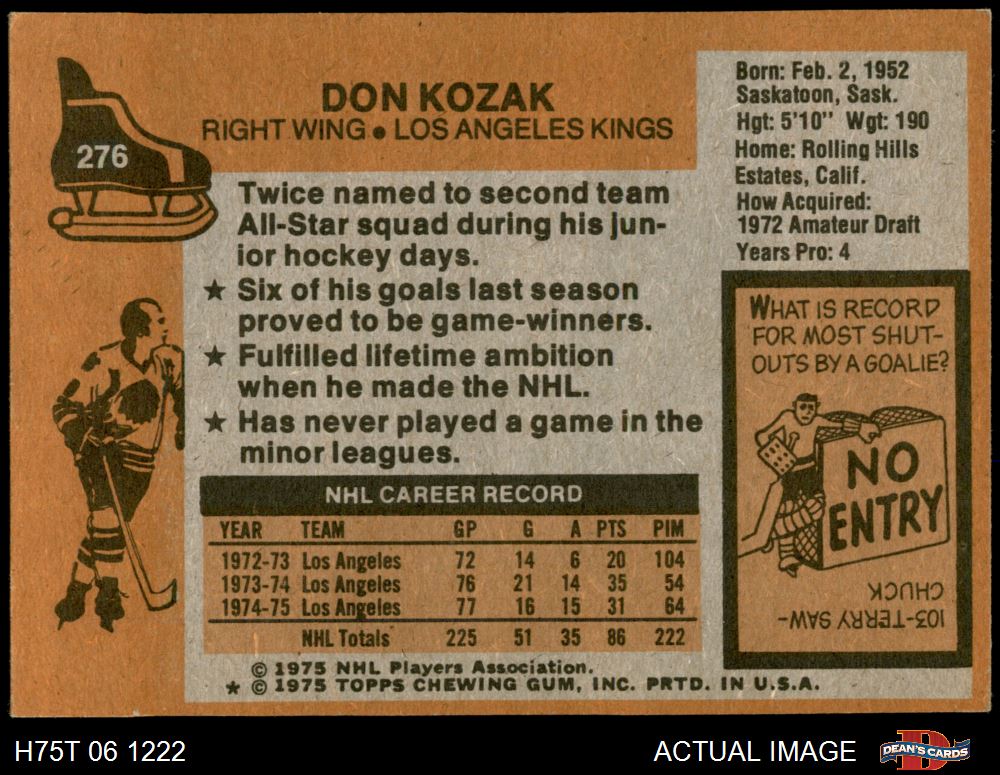 276
DON KOZAK
RIGHT WING ● LOS ANGELES KINGS
Twice named to second team
All-Star squad during his jun-
ior hockey days.
★ Six of his goals last season
proved to be game-winners.
★ Fulfilled lifetime ambition
when he made the NHL.
★ Has never played a game in the
minor leagues.
NHL CAREER RECORD
YEAR TEAM GP G A PTS PIM
1972-73 Los Angeles 72 14 6 20 104
1973-74 Los Angeles 76 21 14 35 54
1974-75 Los Angeles 77 16 15 31 64
NHL Totals 225 51 35 86 222
© 1975 NHL Players Association.
* © 1975 TOPPS CHEWING GUM, INC. PRTD. IN U.S.A.
Born: Feb. 2, 1952
Saskatoon, Sask.
Hgt: 5'10" Wgt: 190
Home: Rolling Hills
Estates, Calif.
How Acquired:
1972 Amateur Draft
Years Pro: 4
WHAT IS RECORD
FOR MOST SHUT-
OUTS BY A GOALIE?
NO
ENTRY
103-TERRY SAW-
CHUCK
H75T 06 1222
ACTUAL IMAGE
DEAN'S CARDS